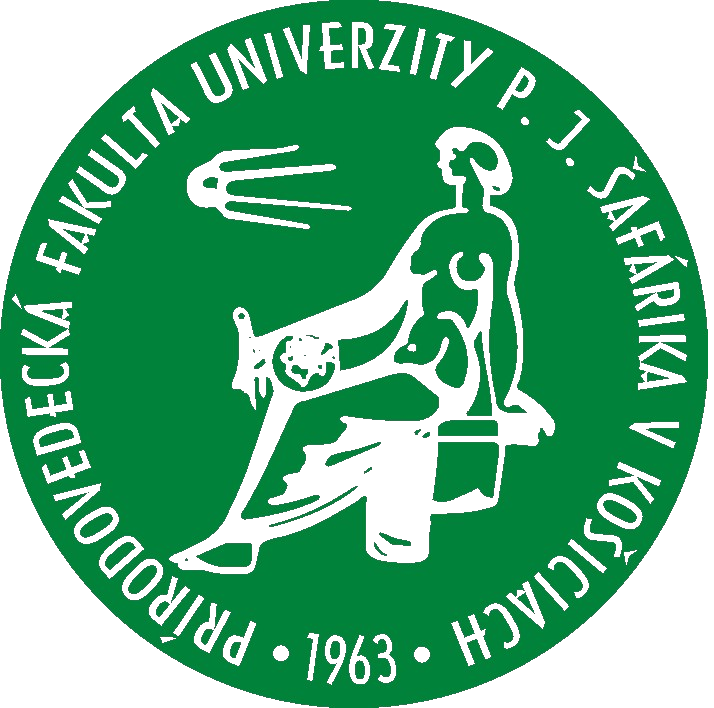 PRÍRODOVEDECKÁ FAKULTA UNIVERZITY P. J. ŠAFÁRIKA V KOŠICIACH
• 1963 •